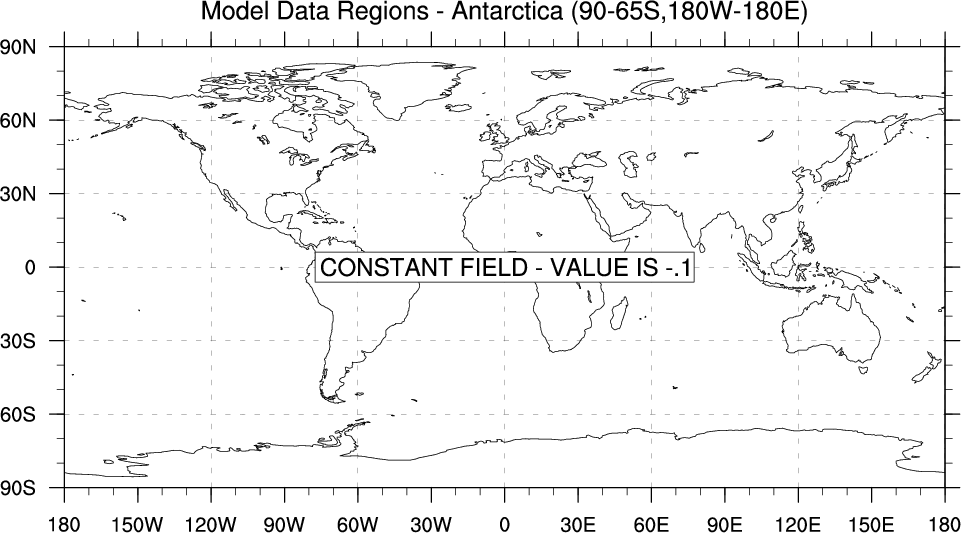 Model Data Regions - Antarctica (90-65S,180W-180E)
90N
60N
30N
0
30S
60S
90S
CONSTANT FIELD - VALUE IS -.1
180 150W 120W 90W 60W 30W 0 30E 60E 90E 120E 150E 180